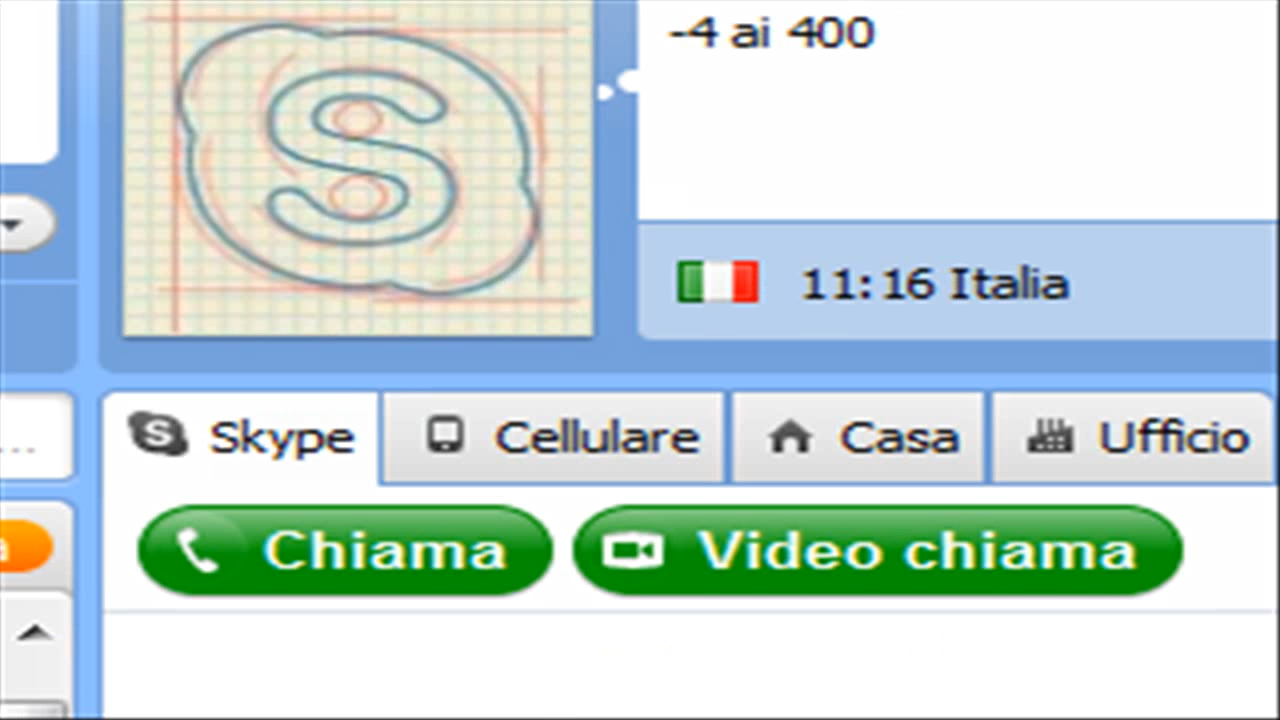 -4 ai 400
11:16 Italia
Skype
Cellulare
Casa
Ufficio
Chiama
Video chiama